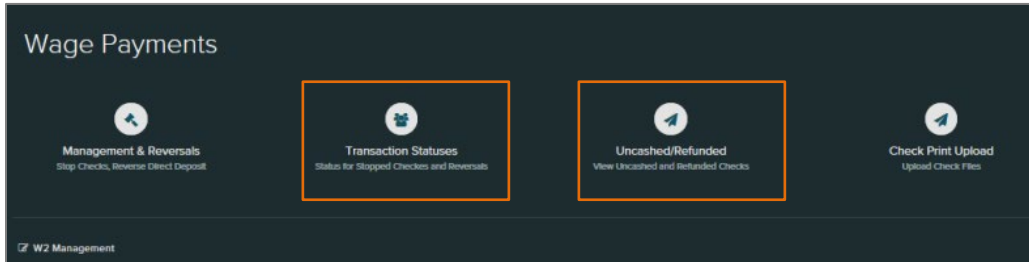 Wage Payments
Management & Reversals
Stop Checks, Reverse Direct Deposit
Transaction Statuses
Status for Stopped Checkes and Reversals
Uncashed/Refunded
View Uncashed and Refunded Checks
Check Print Upload
Upload Check Files
W2 Management